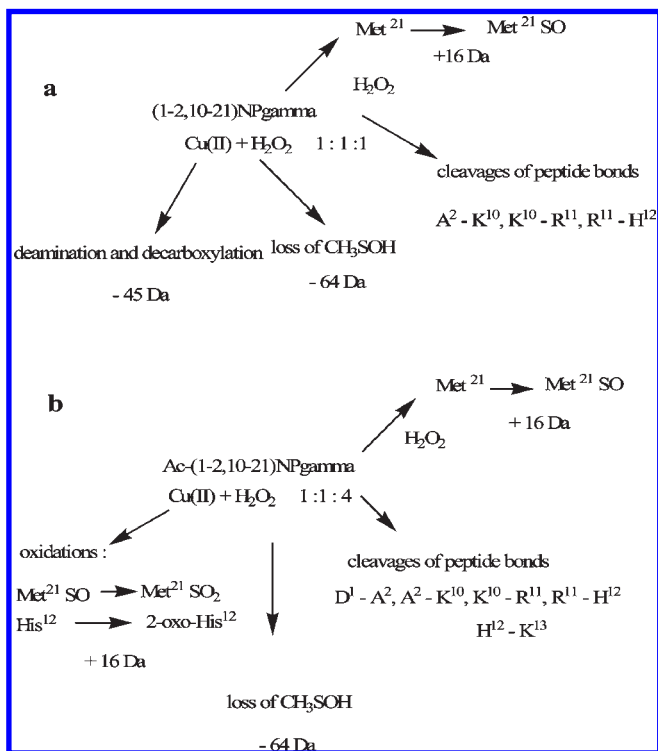 Met 21 Met 21 SO
+16 Da
a
H2O2
(1-2,10-21)NPgamma
Cu(II) + H2O2 1 : 1 : 1
cleavages of peptide bonds
A2 - K10, K10 - R11, R11 - H12
deamination and decarboxylation loss of CH3SOH
- 45 Da - 64 Da
Met 21 Met 21 SO
b
+ 16 Da
H2O2
Ac-(1-2,10-21)NPgamma
Cu(II) + H2O2 1 :1 : 4
oxidations :
cleavages of peptide bonds
Met21 SO Met21 SO2
D1 - A2, A2 - K10, K10 - R11, R11 - H12
His12 2-oxo-His12
H12 - K13
+ 16 Da
loss of CH3SOH
- 64 Da